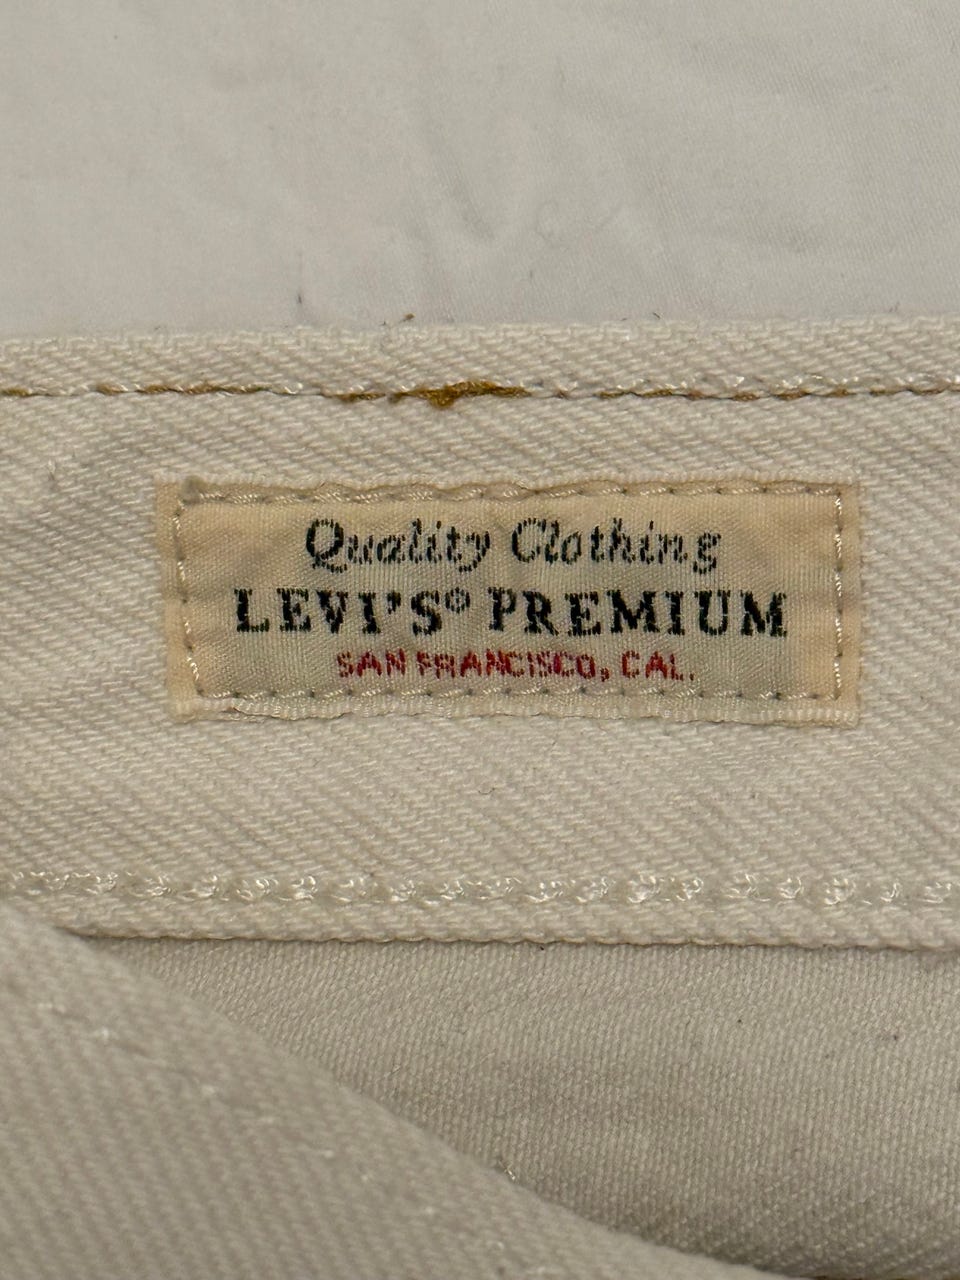 Quality Clothing
LEVI'S® PREMIUM
SAN FRANCISCO, CAL.